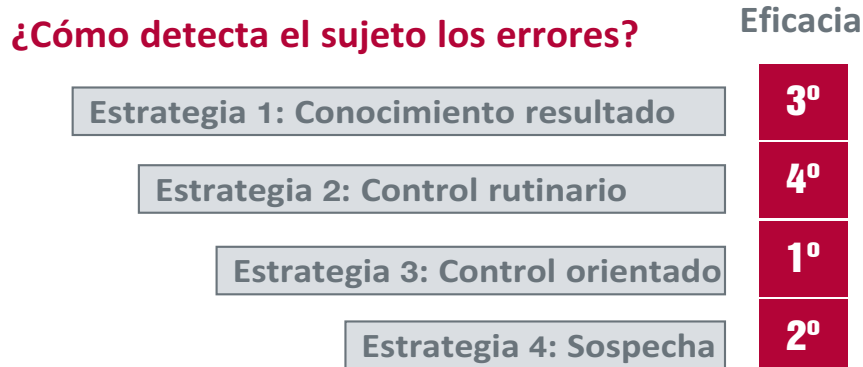 ¿Cómo detecta el sujeto los errores?
Eficacia
Estrategia 1: Conocimiento resultado
3º
Estrategia 2: Control rutinario
4º
Estrategia 3: Control orientado
1º
Estrategia 4: Sospecha
2º